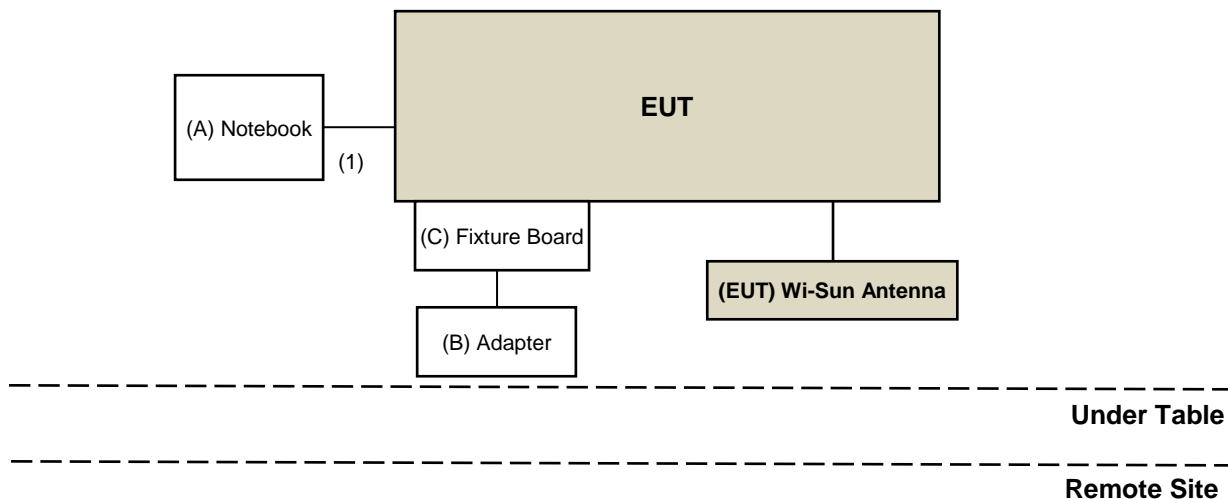 EUT
(A) Notebook
(1)
(C) Fixture Board
(EUT) Wi-Sun Antenna
(B) Adapter
Under Table
Remote Site